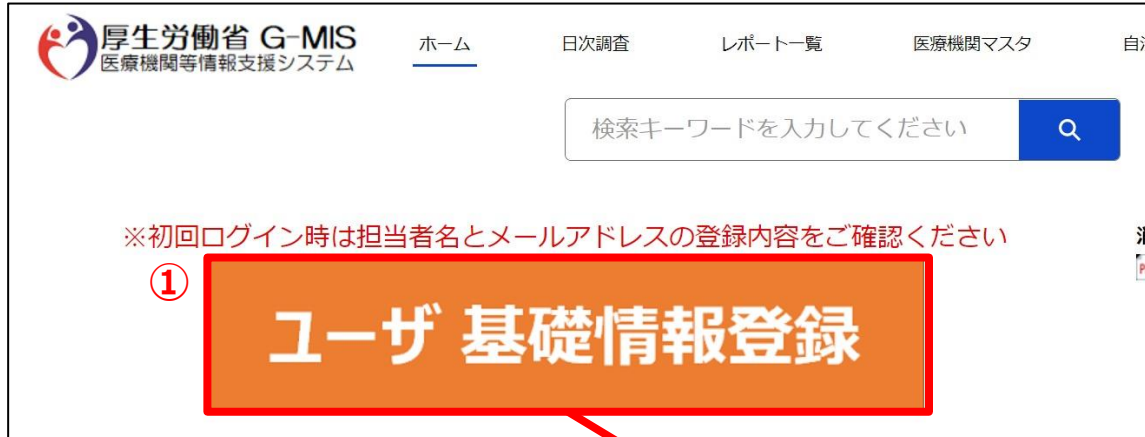 厚生労働省 G-MIS
医療機関等情報支援システム
ホーム 日次調査 レポート一覧 医療機関マスタ
検索キーワードを入力してください
※初回ログイン時は担当者名とメールアドレスの登録内容をご確認ください
①
ユーザ 基礎情報登録